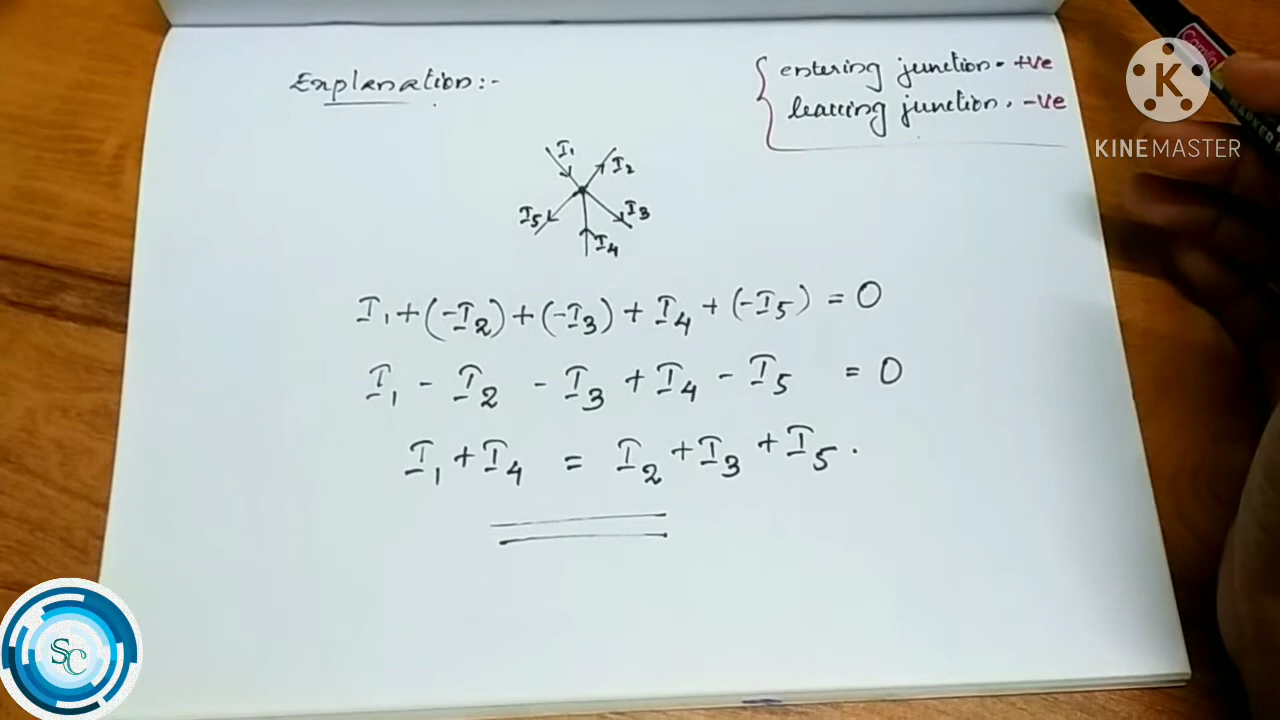 Explanation:-
{ entering junction - +ve
leaving junction. -ve
Camlin
K
KINEMASTER
I₁
I₂
I₅
I₃
I₄
I₁ + (-I₂) + (-I₃) + I₄ + (-I₅) = 0
I₁ - I₂ - I₃ + I₄ - I₅ = 0
I₁ + I₄ = I₂ + I₃ + I₅.
SC